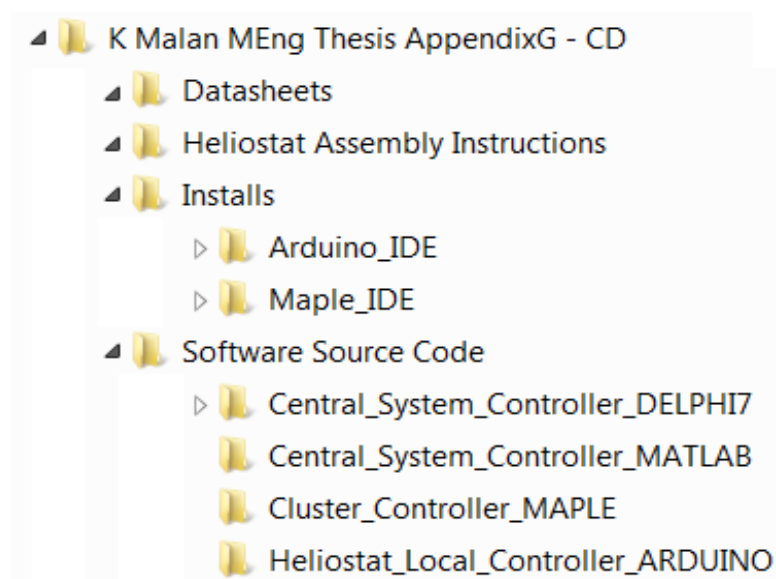 K Malan MEng Thesis AppendixG - CD
Datasheets
Heliostat Assembly Instructions
Installs
Arduino_IDE
Maple_IDE
Software Source Code
Central_System_Controller_DELPHI7
Central_System_Controller_MATLAB
Cluster_Controller_MAPLE
Heliostat_Local_Controller_ARDUINO